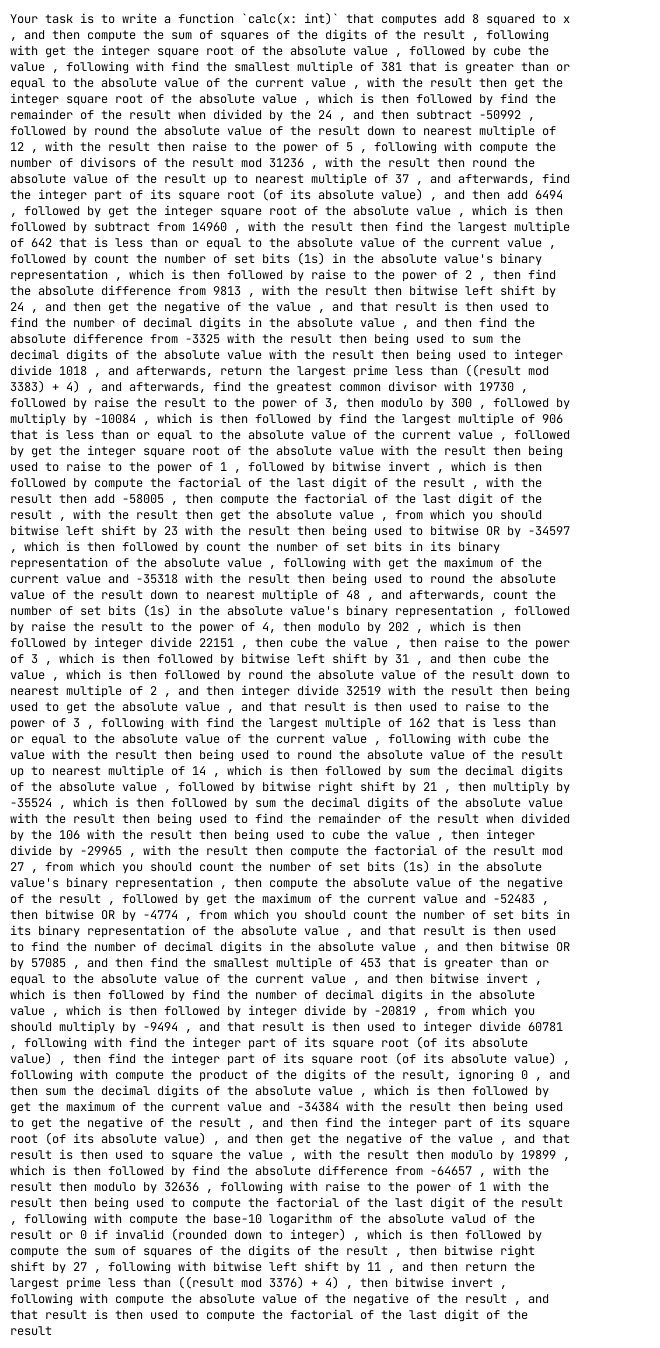 Your task is to write a function `calc(x: int)` that computes add 8 squared to x
, and then compute the sum of squares of the digits of the result , following
with get the integer square root of the absolute value , followed by cube the
value , following with find the smallest multiple of 381 that is greater than or
equal to the absolute value of the current value , with the result then get the
integer square root of the absolute value , which is then followed by find the
remainder of the result when divided by the 24 , and then subtract -50992 ,
followed by round the absolute value of the result down to nearest multiple of
12 , with the result then raise to the power of 5 , following with compute the
number of divisors of the result mod 31236 , with the result then round the
absolute value of the result up to nearest multiple of 37 , and afterwards, find
the integer part of its square root (of its absolute value) , and then add 6494
, followed by get the integer square root of the absolute value , which is then
followed by subtract from 14960 , with the result then find the largest multiple
of 642 that is less than or equal to the absolute value of the current value ,
followed by count the number of set bits (1s) in the absolute value's binary
representation , which is then followed by raise to the power of 2 , then find
the absolute difference from 9813 , with the result then bitwise left shift by
24 , and then get the negative of the value , and that result is then used to
find the number of decimal digits in the absolute value , and then find the
absolute difference from -3325 with the result then being used to sum the
decimal digits of the absolute value with the result then being used to integer
divide 1018 , and afterwards, return the largest prime less than ((result mod
3383) + 4) , and afterwards, find the greatest common divisor with 19730 ,
followed by raise the result to the power of 3, then modulo by 300 , followed by
multiply by -10084 , which is then followed by find the largest multiple of 906
that is less than or equal to the absolute value of the current value , followed
by get the integer square root of the absolute value with the result then being
used to raise to the power of 1 , followed by bitwise invert , which is then
followed by compute the factorial of the last digit of the result , with the
result then add -58005 , then compute the factorial of the last digit of the
result , with the result then get the absolute value , from which you should
bitwise left shift by 23 with the result then being used to bitwise OR by -34597
, which is then followed by count the number of set bits in its binary
representation of the absolute value , following with get the maximum of the
current value and -35318 with the result then being used to round the absolute
value of the result down to nearest multiple of 48 , and afterwards, count the
number of set bits (1s) in the absolute value's binary representation , followed
by raise the result to the power of 4, then modulo by 202 , which is then
followed by integer divide 22151 , then cube the value , then raise to the power
of 3 , which is then followed by bitwise left shift by 31 , and then cube the
value , which is then followed by round the absolute value of the result down to
nearest multiple of 2 , and then integer divide 32519 with the result then being
used to get the absolute value , and that result is then used to raise to the
power of 3 , following with find the largest multiple of 162 that is less than
or equal to the absolute value of the current value , following with cube the
value with the result then being used to round the absolute value of the result
up to nearest multiple of 14 , which is then followed by sum the decimal digits
of the absolute value , followed by bitwise right shift by 21 , then multiply by
-35524 , which is then followed by sum the decimal digits of the absolute value
with the result then being used to find the remainder of the result when divided
by the 106 with the result then being used to cube the value , then integer
divide by -29965 , with the result then compute the factorial of the result mod
27 , from which you should count the number of set bits (1s) in the absolute
value's binary representation , then compute the absolute value of the negative
of the result , followed by get the maximum of the current value and -52483 ,
then bitwise OR by -4774 , from which you should count the number of set bits in
its binary representation of the absolute value , and that result is then used
to find the number of decimal digits in the absolute value , and then bitwise OR
by 57085 , and then find the smallest multiple of 453 that is greater than or
equal to the absolute value of the current value , and then bitwise invert ,
which is then followed by find the number of decimal digits in the absolute
value , which is then followed by integer divide by -20819 , from which you
should multiply by -9494 , and that result is then used to integer divide 60781
, following with find the integer part of its square root (of its absolute
value) , then find the integer part of its square root (of its absolute value) ,
following with compute the product of the digits of the result, ignoring 0 , and
then sum the decimal digits of the absolute value , which is then followed by
get the maximum of the current value and -34384 with the result then being used
to get the negative of the result , and then find the integer part of its square
root (of its absolute value) , and then get the negative of the value , and that
result is then used to square the value , with the result then modulo by 19899 ,
which is then followed by find the absolute difference from -64657 , with the
result then modulo by 32636 , following with raise to the power of 1 with the
result then being used to compute the factorial of the last digit of the result
, following with compute the base-10 logarithm of the absolute valud of the
result or 0 if invalid (rounded down to integer) , which is then followed by
compute the sum of squares of the digits of the result , then bitwise right
shift by 27 , following with bitwise left shift by 11 , and then return the
largest prime less than ((result mod 3376) + 4) , then bitwise invert ,
following with compute the absolute value of the negative of the result , and
that result is then used to compute the factorial of the last digit of the
result